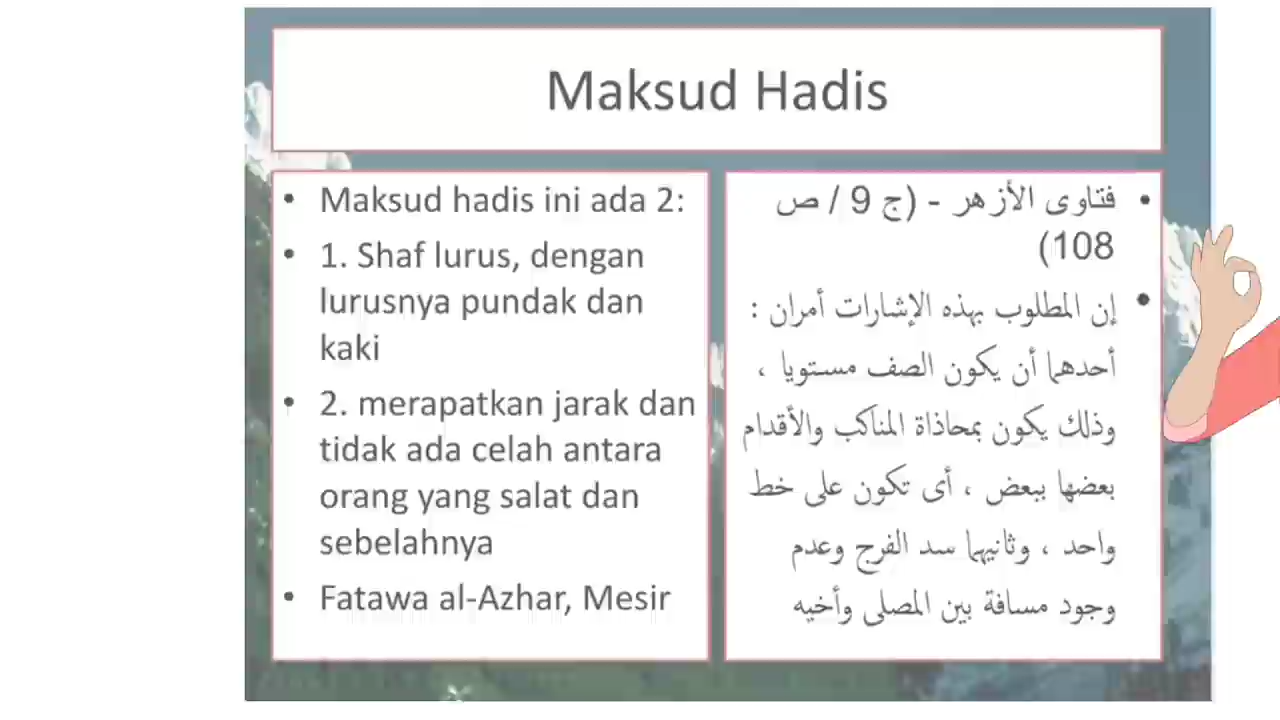 Maksud Hadis
• Maksud hadis ini ada 2:
• 1. Shaf lurus, dengan
lurusnya pundak dan
kaki
• 2. merapatkan jarak dan
tidak ada celah antara
orang yang salat dan
sebelahnya
• Fatawa al-Azhar, Mesir
• فتاوى الأزهر - (ج 9 / ص
108)
• إن المطلوب بهذه الإشارات أمران :
أحدهما أن يكون الصف مستويا ،
وذلك يكون بمحاذاة المناكب والأقدام
بعضها ببعض ، أى تكون على خط
واحد ، وثانيهما سد الفرج وعدم
وجود مسافة بين المصلى وأخيه